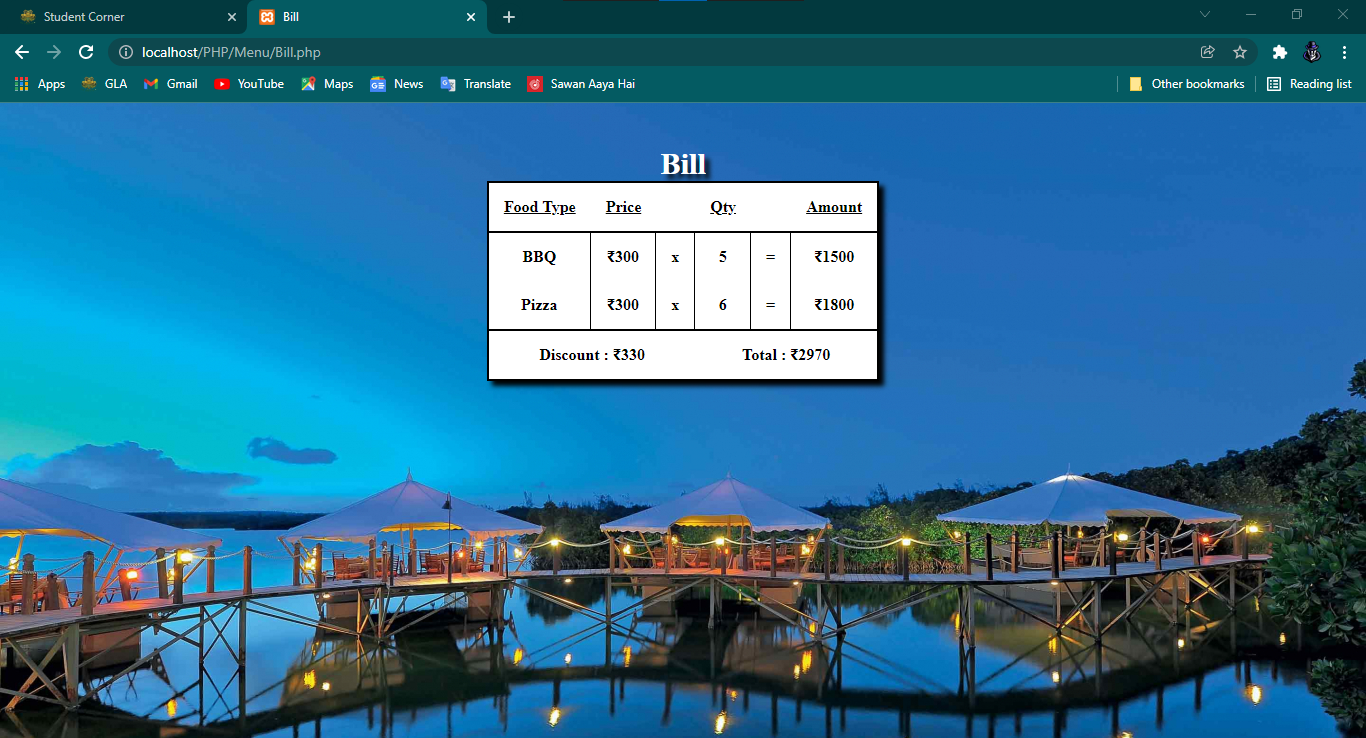 Student Corner
Bill
localhost/PHP/Menu/Bill.php
Apps GLA Gmail YouTube Maps News Translate Sawan Aaya Hai Other bookmarks Reading list
Bill
Food Type Price Qty Amount
BBQ ₹300 x 5 = ₹1500
Pizza ₹300 x 6 = ₹1800
Discount : ₹330 Total : ₹2970